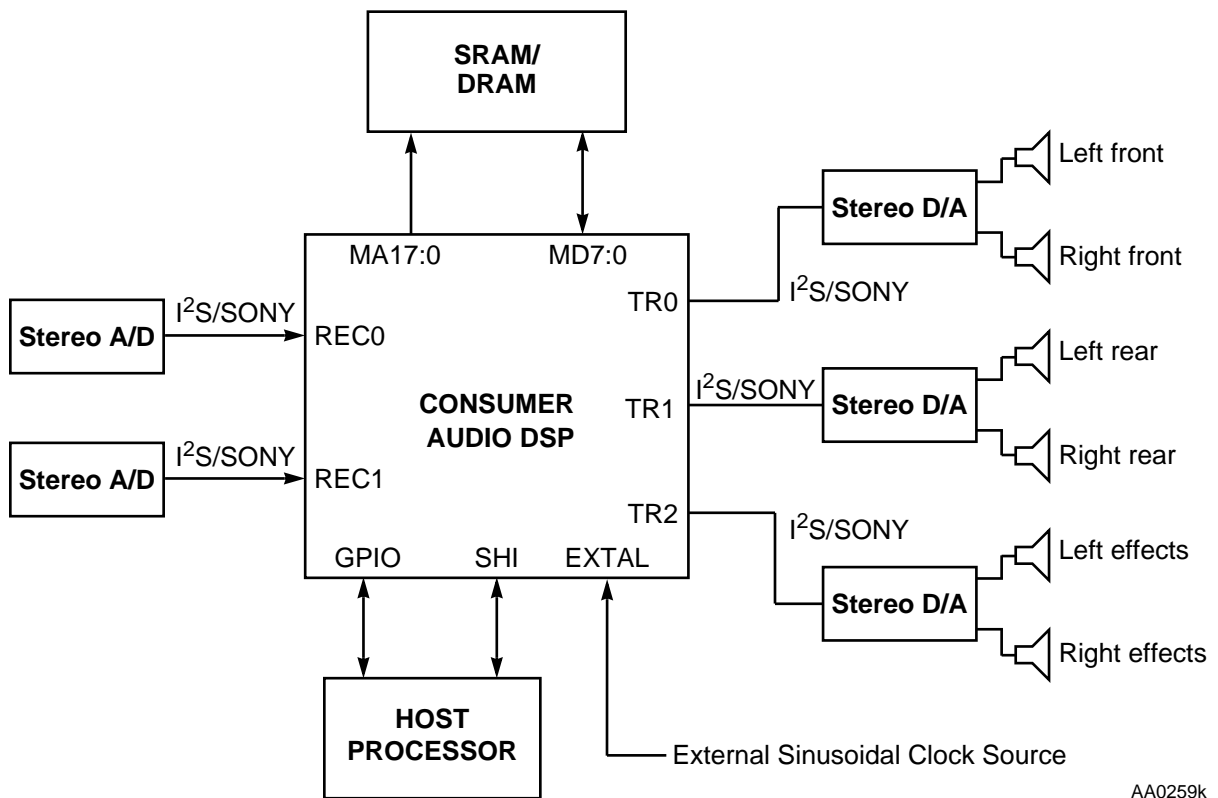 SRAM/
DRAM
MA17:0
MD7:0
I²S/SONY
Stereo A/D
REC0
I²S/SONY
Stereo A/D
REC1
CONSUMER
AUDIO DSP
TR0
I²S/SONY
Stereo D/A
Left front
Right front
TR1
I²S/SONY
Stereo D/A
Left rear
Right rear
TR2
I²S/SONY
Stereo D/A
Left effects
Right effects
GPIO
SHI
EXTAL
HOST
PROCESSOR
External Sinusoidal Clock Source
AA0259k